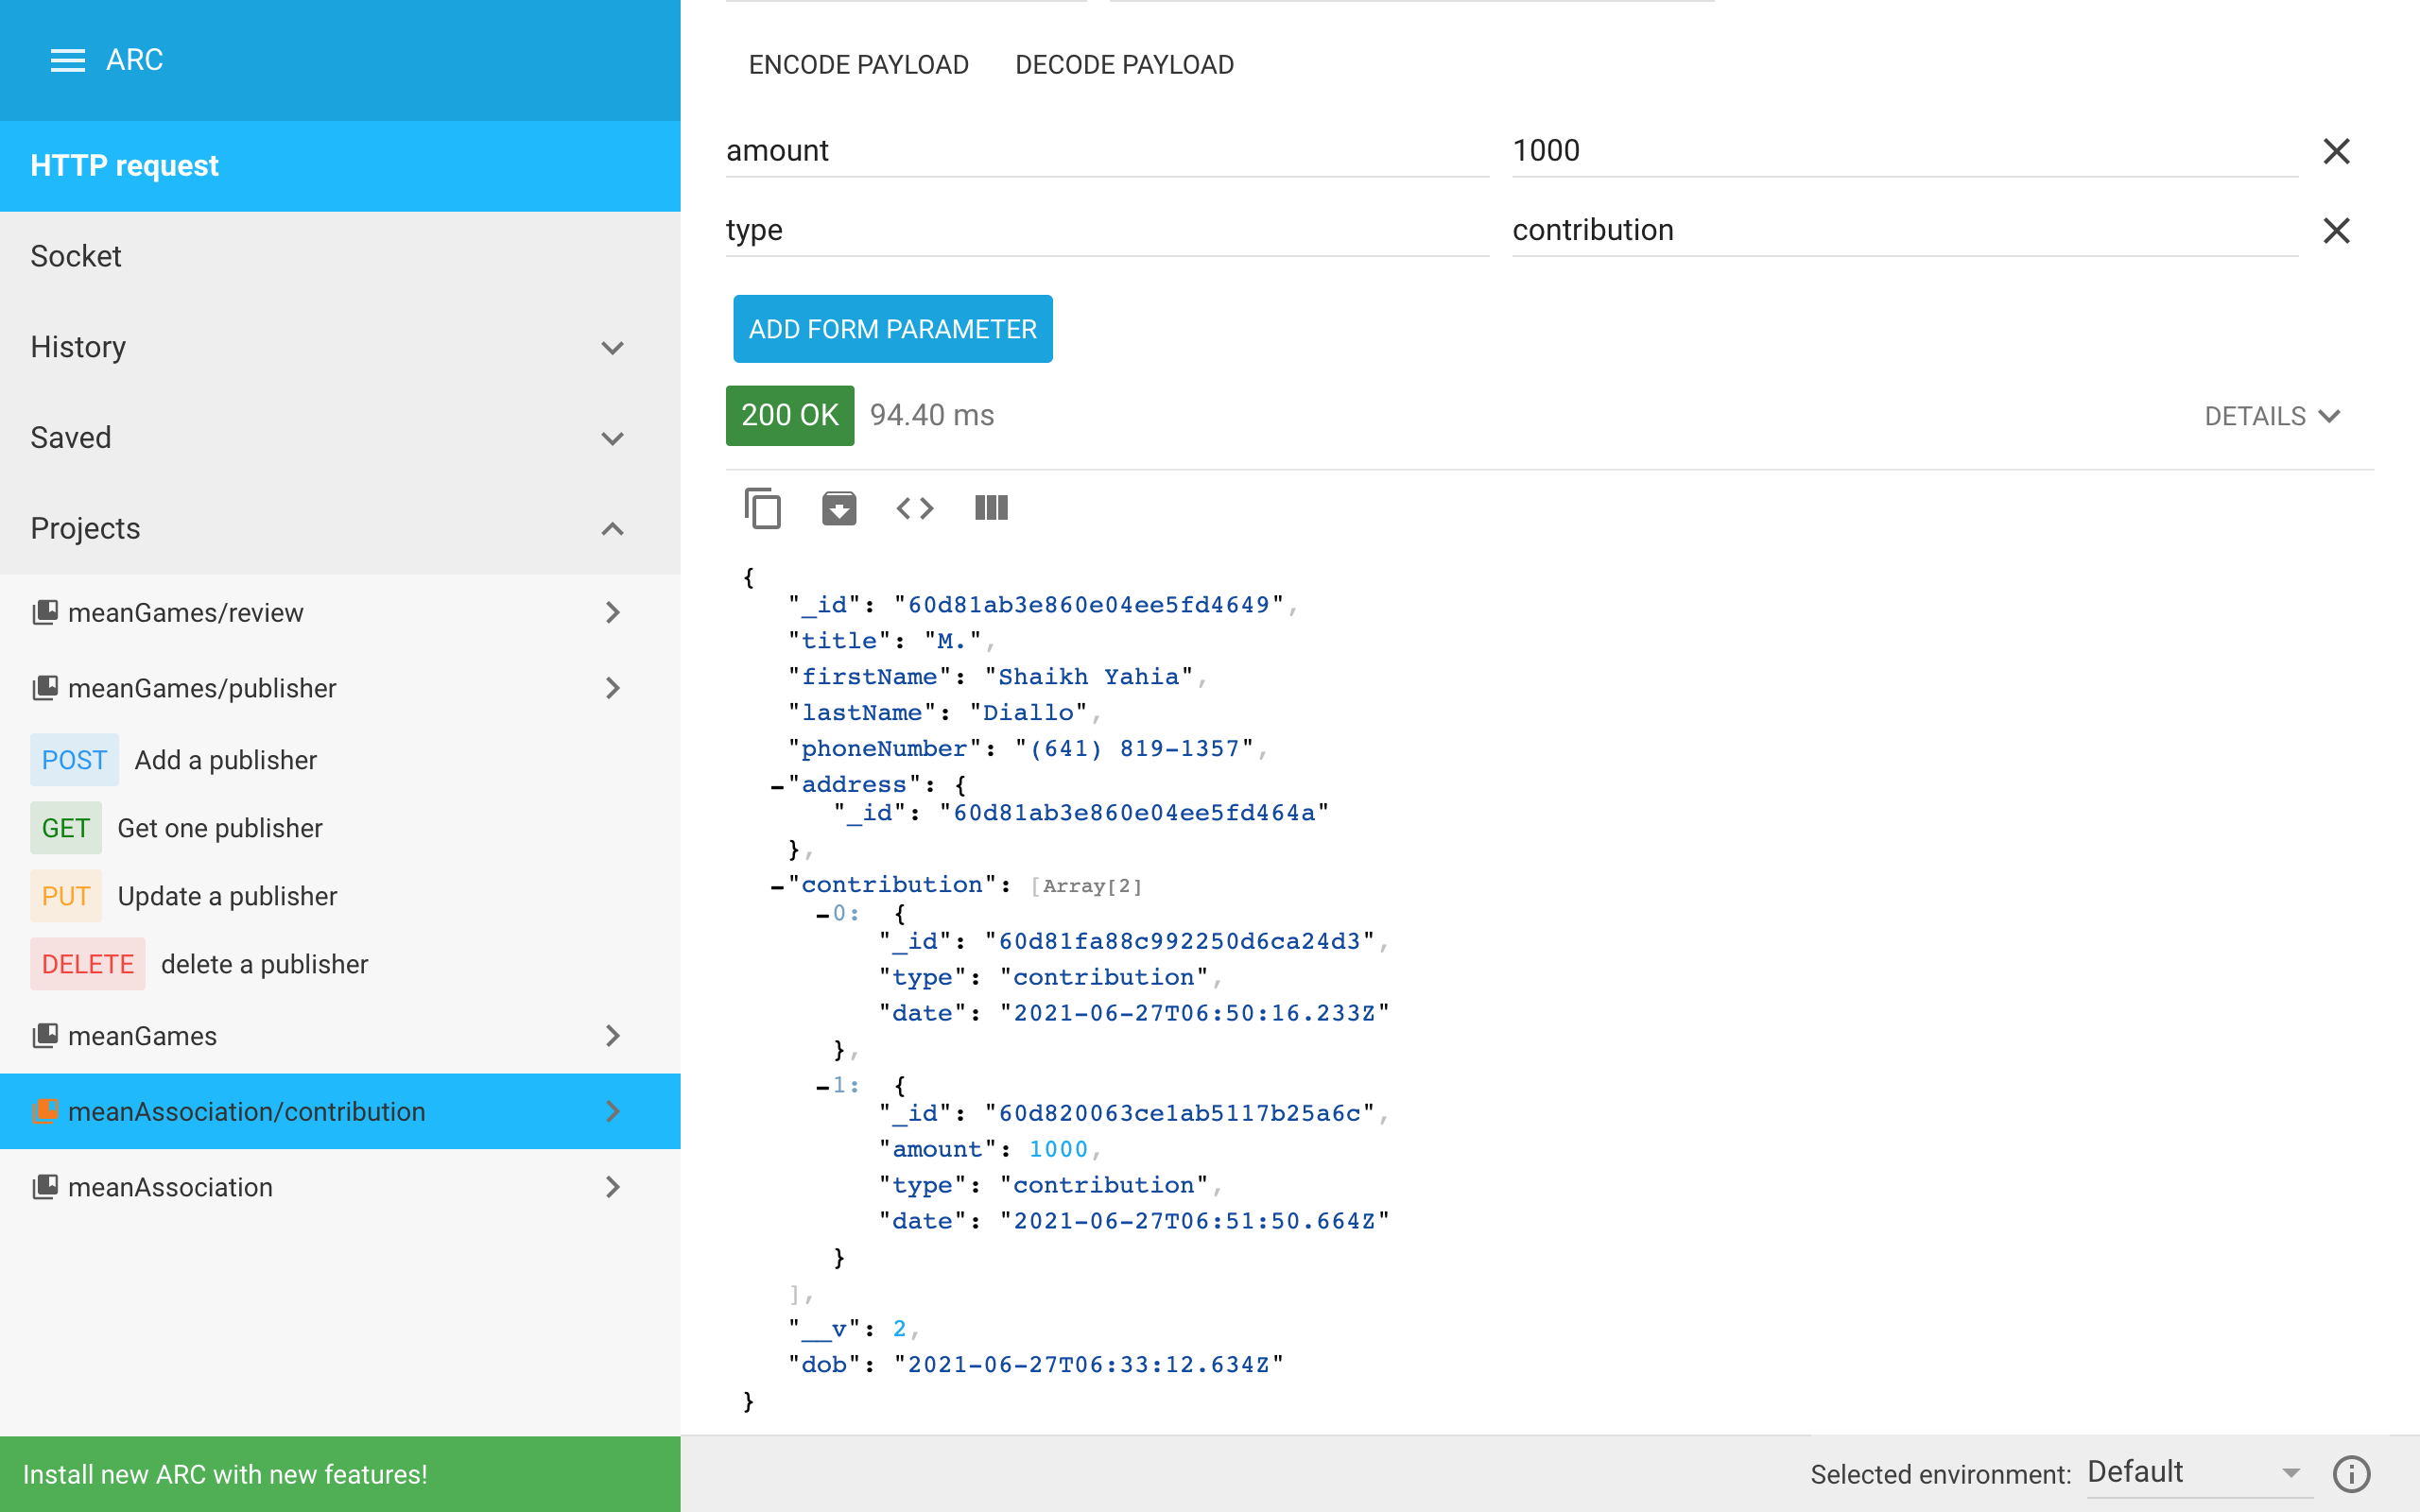 ARC
HTTP request
Socket
History
Saved
Projects
meanGames/review
meanGames/publisher
POST Add a publisher
GET Get one publisher
PUT Update a publisher
DELETE delete a publisher
meanGames
meanAssociation/contribution
meanAssociation
Install new ARC with new features!
ENCODE PAYLOAD DECODE PAYLOAD
amount 1000
type contribution
ADD FORM PARAMETER
200 OK 94.40 ms DETAILS
{
"_id": "60d81ab3e860e04ee5fd4649",
"title": "M.",
"firstName": "Shaikh Yahia",
"lastName": "Diallo",
"phoneNumber": "(641) 819-1357",
-"address": {
"_id": "60d81ab3e860e04ee5fd464a"
},
-"contribution": [Array[2]
-0: {
"_id": "60d81fa88c992250d6ca24d3",
"type": "contribution",
"date": "2021-06-27T06:50:16.233Z"
},
-1: {
"_id": "60d820063ce1ab5117b25a6c",
"amount": 1000,
"type": "contribution",
"date": "2021-06-27T06:51:50.664Z"
}
],
"__v": 2,
"dob": "2021-06-27T06:33:12.634Z"
}
Selected environment: Default